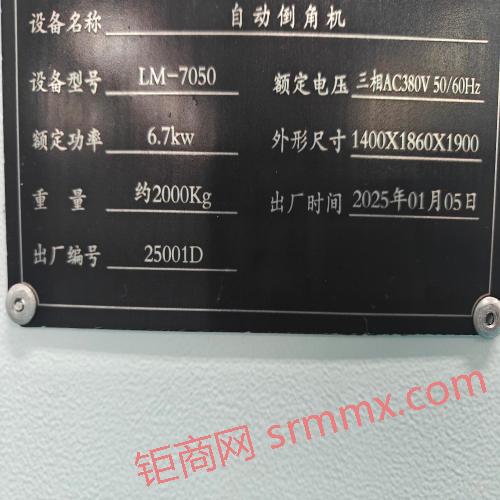 设备名称 自动倒角机
设备型号 LM-7050 额定电压 三相AC380V 50/60Hz
额定功率 6.7kw 外形尺寸 1400X1860X1900
重量 约2000Kg 出厂时间 2025年01月05日
出厂编号 25001D
钜商网 srmmx.com